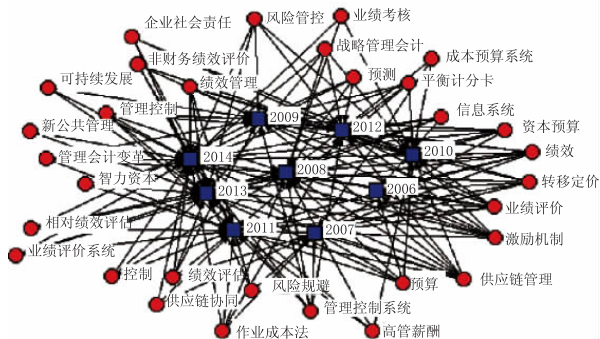 企业社会责任
风险管控
业绩考核
战略管理会计
非财务绩效评价
成本预算系统
可持续发展
绩效管理
预测
平衡计分卡
管理控制
2009
信息系统
新公共管理
2012
资本预算
管理会计变革
2014
2010
绩效
智力资本
2008
转移定价
2013
2006
业绩评价
相对绩效评估
2011
2007
激励机制
业绩评价系统
控制
绩效评估
风险规避
预算
供应链管理
供应链协同
管理控制系统
作业成本法
高管薪酬